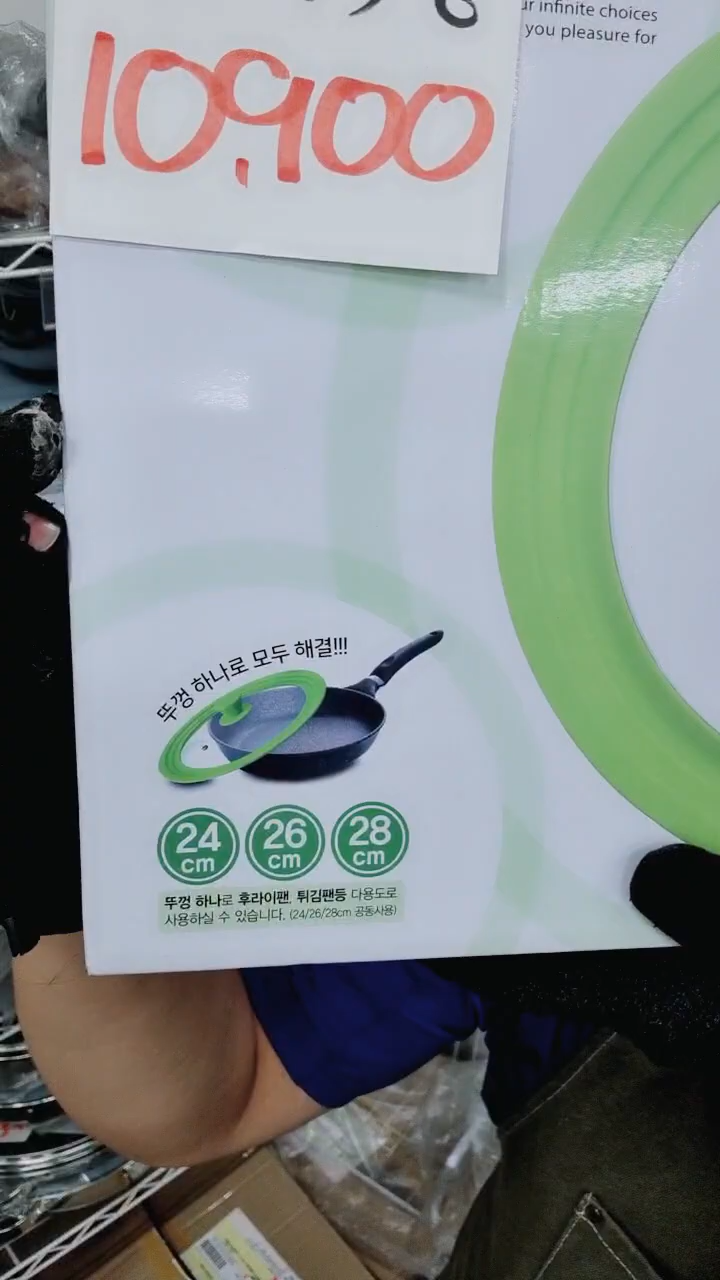 ur infinite choices
you pleasure for
10,900
뚜껑 하나로 모두 해결!!!
24 cm
26 cm
28 cm
뚜껑 하나로 후라이팬, 튀김팬등 다용도로
사용하실 수 있습니다. (24/26/28cm 공동사용)